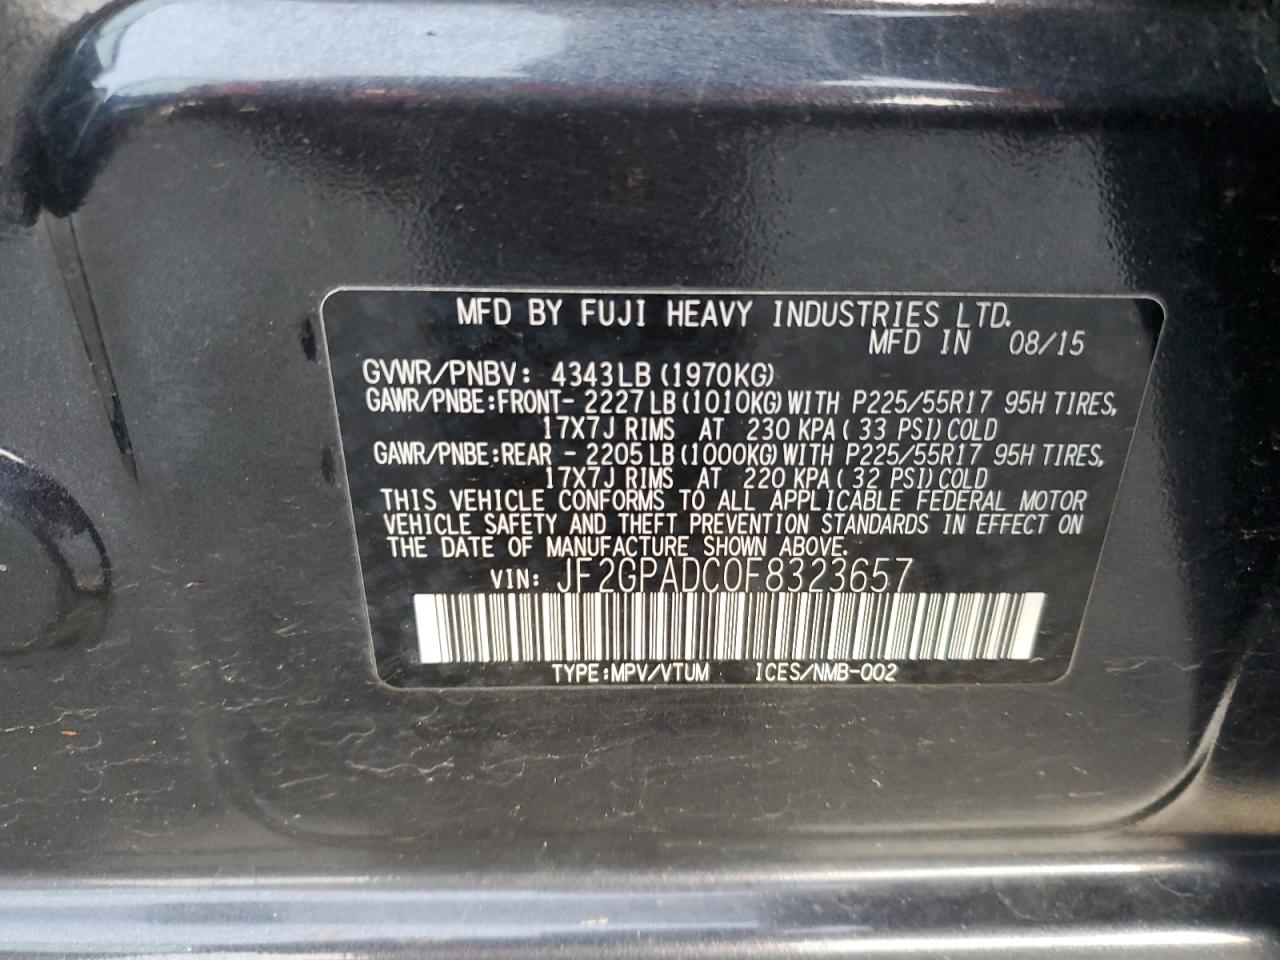 MFD BY FUJI HEAVY INDUSTRIES LTD.
MFD IN 08/15
GVWR/PNBV: 4343LB (1970KG)
GAWR/PNBE:FRONT- 2227LB(1010KG)WITH P225/55R17 95H TIRES,
17X7J RIMS AT 230 KPA( 33 PSI)COLD
GAWR/PNBE:REAR - 2205LB(1000KG)WITH P225/55R17 95H TIRES,
17X7J RIMS AT 220 KPA( 32 PSI)COLD
THIS VEHICLE CONFORMS TO ALL APPLICABLE FEDERAL MOTOR
VEHICLE SAFETY AND THEFT PREVENTION STANDARDS IN EFFECT ON
THE DATE OF MANUFACTURE SHOWN ABOVE.
VIN: JF2GPADC0F8323657
TYPE:MPV/VTUM ICES/NMB-002